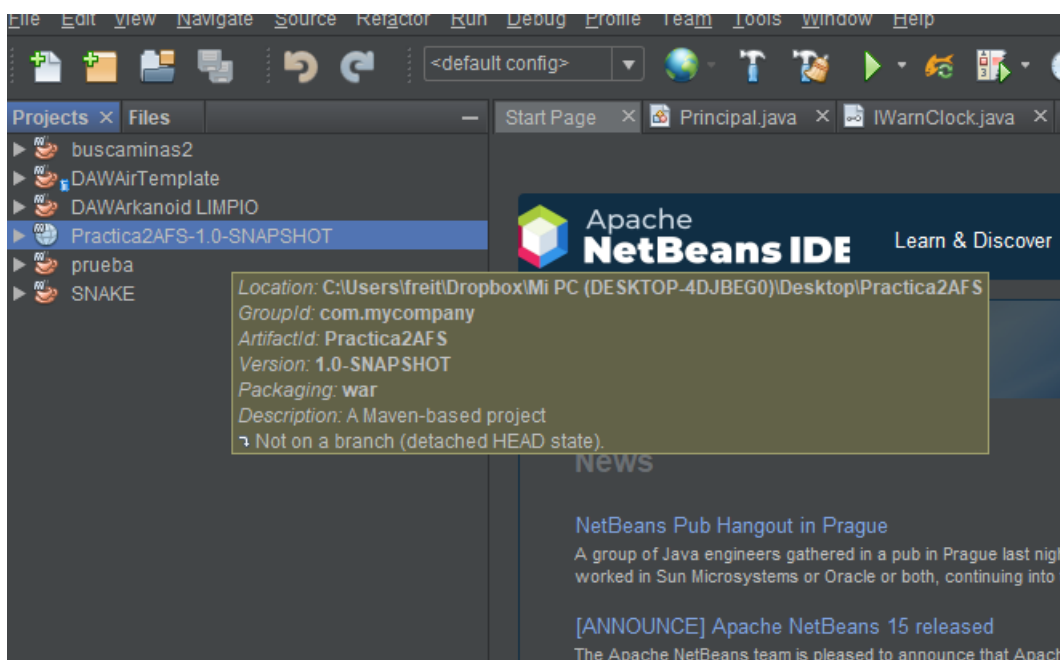 File Edit View Navigate Source Refactor Run Debug Profile Team Tools Window Help
<default config>
Projects Files
Start Page Principal.java IWarnClock.java
buscaminas2
DAWAirTemplate
DAWArkanoid LIMPIO
Practica2AFS-1.0-SNAPSHOT
prueba
SNAKE
Location: C:\Users\freit\Dropbox\Mi PC (DESKTOP-4DJBEG0)\Desktop\Practica2AFS
GroupId: com.mycompany
ArtifactId: Practica2AFS
Version: 1.0-SNAPSHOT
Packaging: war
Description: A Maven-based project
Not on a branch (detached HEAD state).
Apache
NetBeans IDE
Learn & Discover
News
NetBeans Pub Hangout in Prague
A group of Java engineers gathered in a pub in Prague last nigh
worked in Sun Microsystems or Oracle or both, continuing into
[ANNOUNCE] Apache NetBeans 15 released
The Apache NetBeans team is pleased to announce that Apach